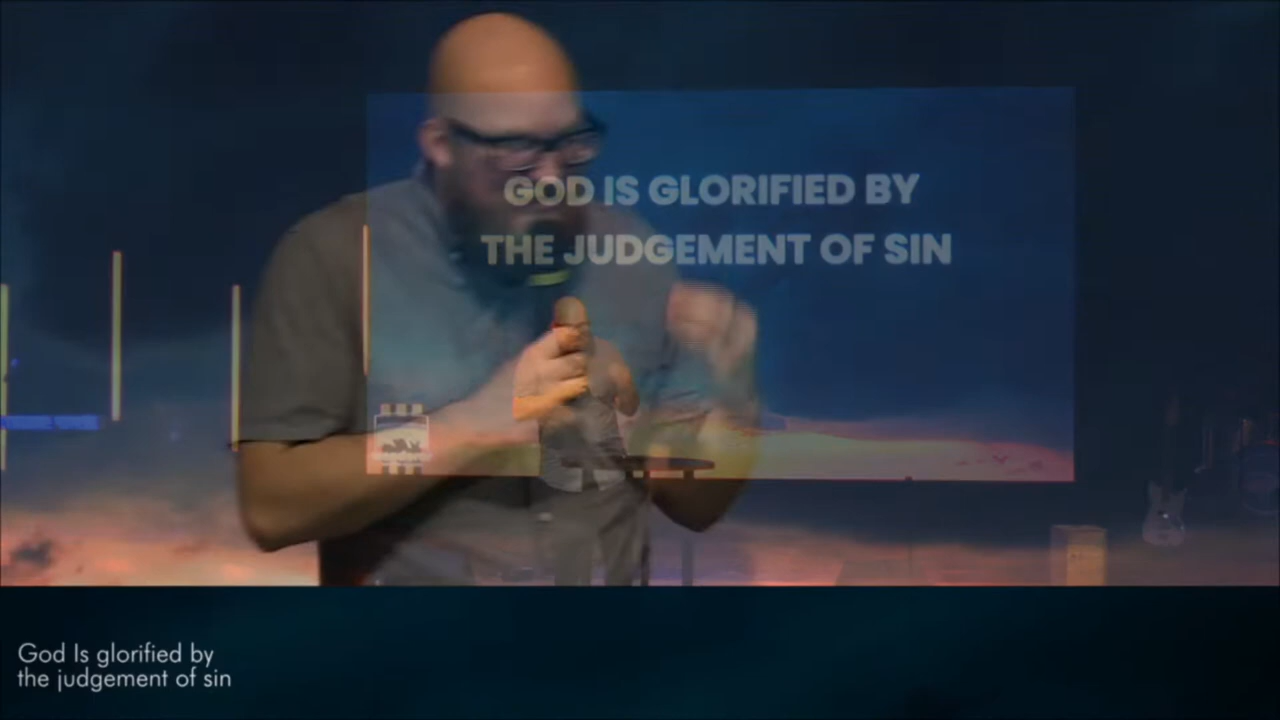 GOD IS GLORIFIED BY
THE JUDGEMENT OF SIN
God Is glorified by
the judgement of sin